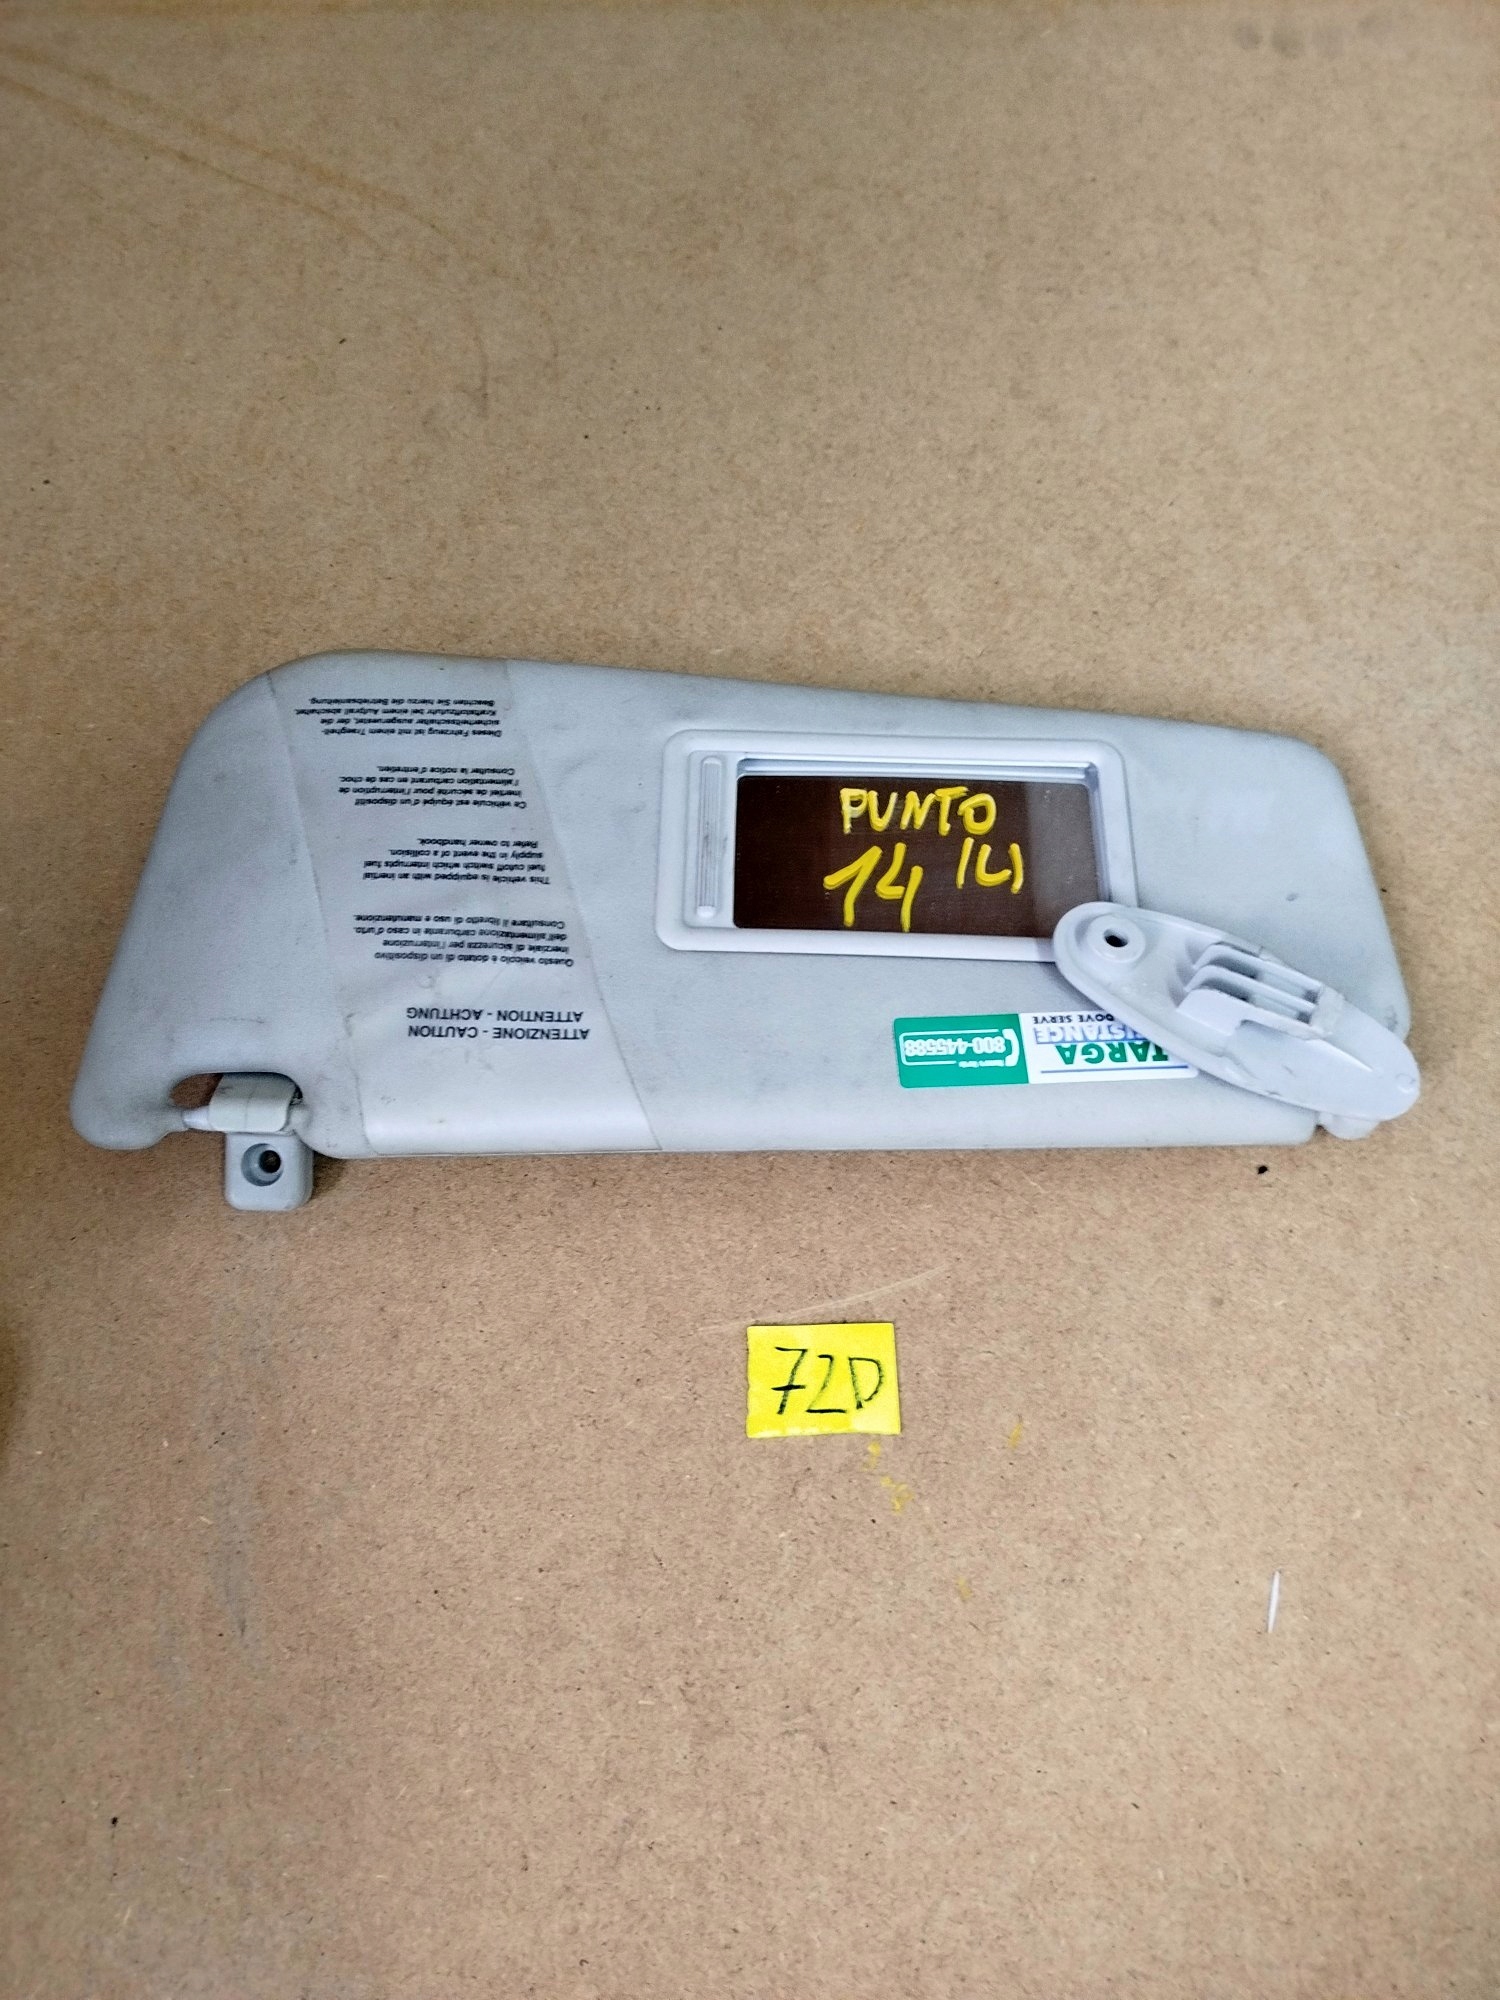 PUNTO
14 (L)
ATTENZIONE - CAUTION
ATTENTION - ACHTUNG
Questo veicolo è dotato di un dispositivo
inerziale di sicurezza per l'interruzione
dell'alimentazione carburante in caso d'urto.
Consultare il libretto di uso e manutenzione.
This vehicle is equipped with an inertial
fuel cutoff switch which interrupts fuel
supply in the event of a collision.
Refer to owner handbook.
Ce véhicule est équipé d'un dispositif
inertiel de sécurité pour l'interruption de
l'alimentation carburant en cas de choc.
Consulter la notice d'entretien.
Dieses Fahrzeug ist mit einem Traegheit-
sicherheitsschalter ausgeruestet, der die
Kraftstoffzufuhr bei einem Aufprall abschaltet.
Beachten Sie hierzu die Betriebsanleitung.
TARGA
ISTANCE
DOVE SERVE
800-445588
72D